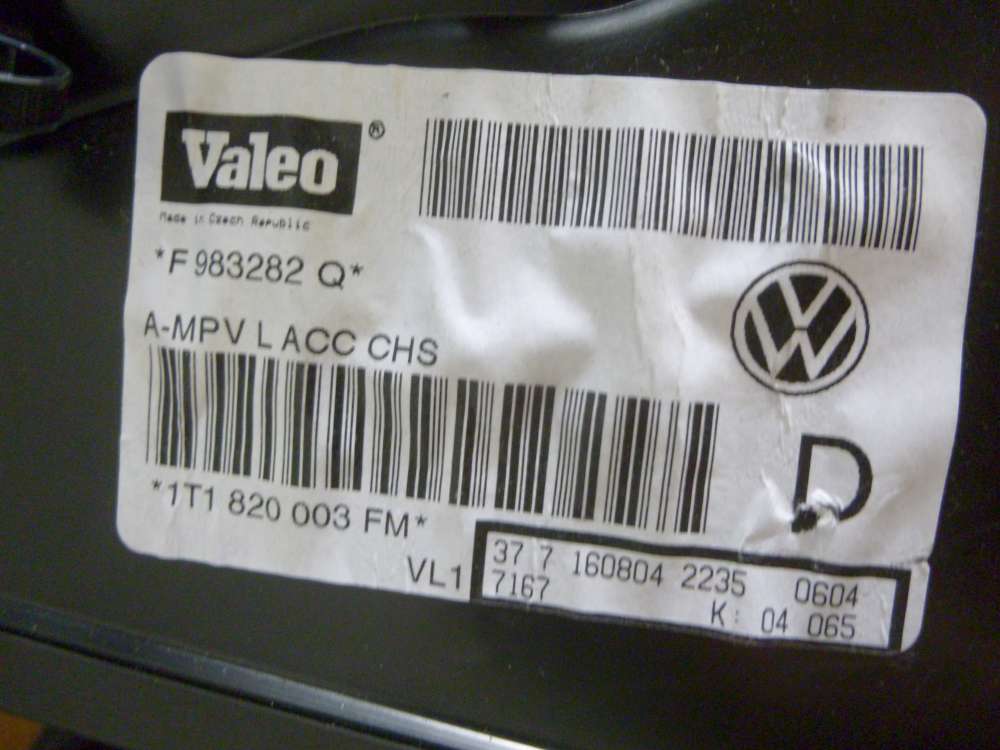 Valeo®
Made in Czech Republic
*F 983282 Q*
A-MPV L ACC CHS
*1T1 820 003 FM*
D
VL1
37 7 160804 2235 0604
7167 K: 04 065